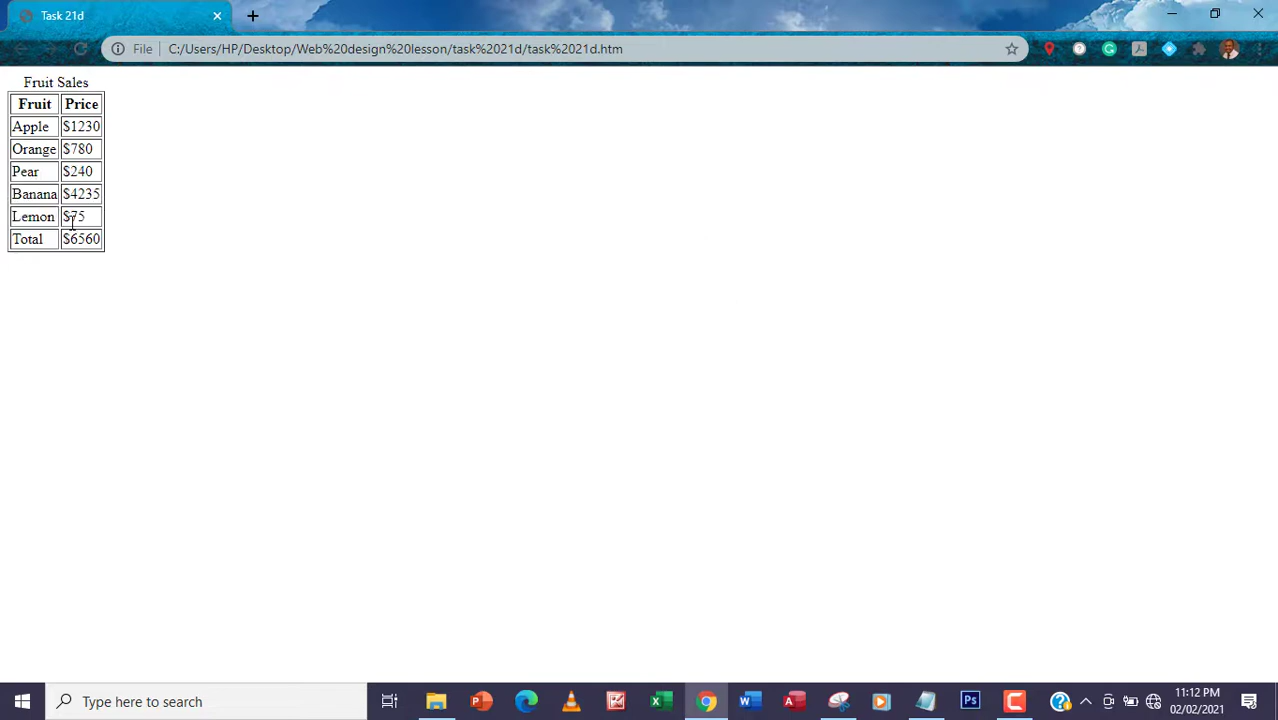 Task 21d
File C:/Users/HP/Desktop/Web%20design%20lesson/task%2021d/task%2021d.htm
Fruit Sales
Fruit Price
Apple $1230
Orange $780
Pear $240
Banana $4235
Lemon $75
Total $6560
Type here to search
11:12 PM
02/02/2021